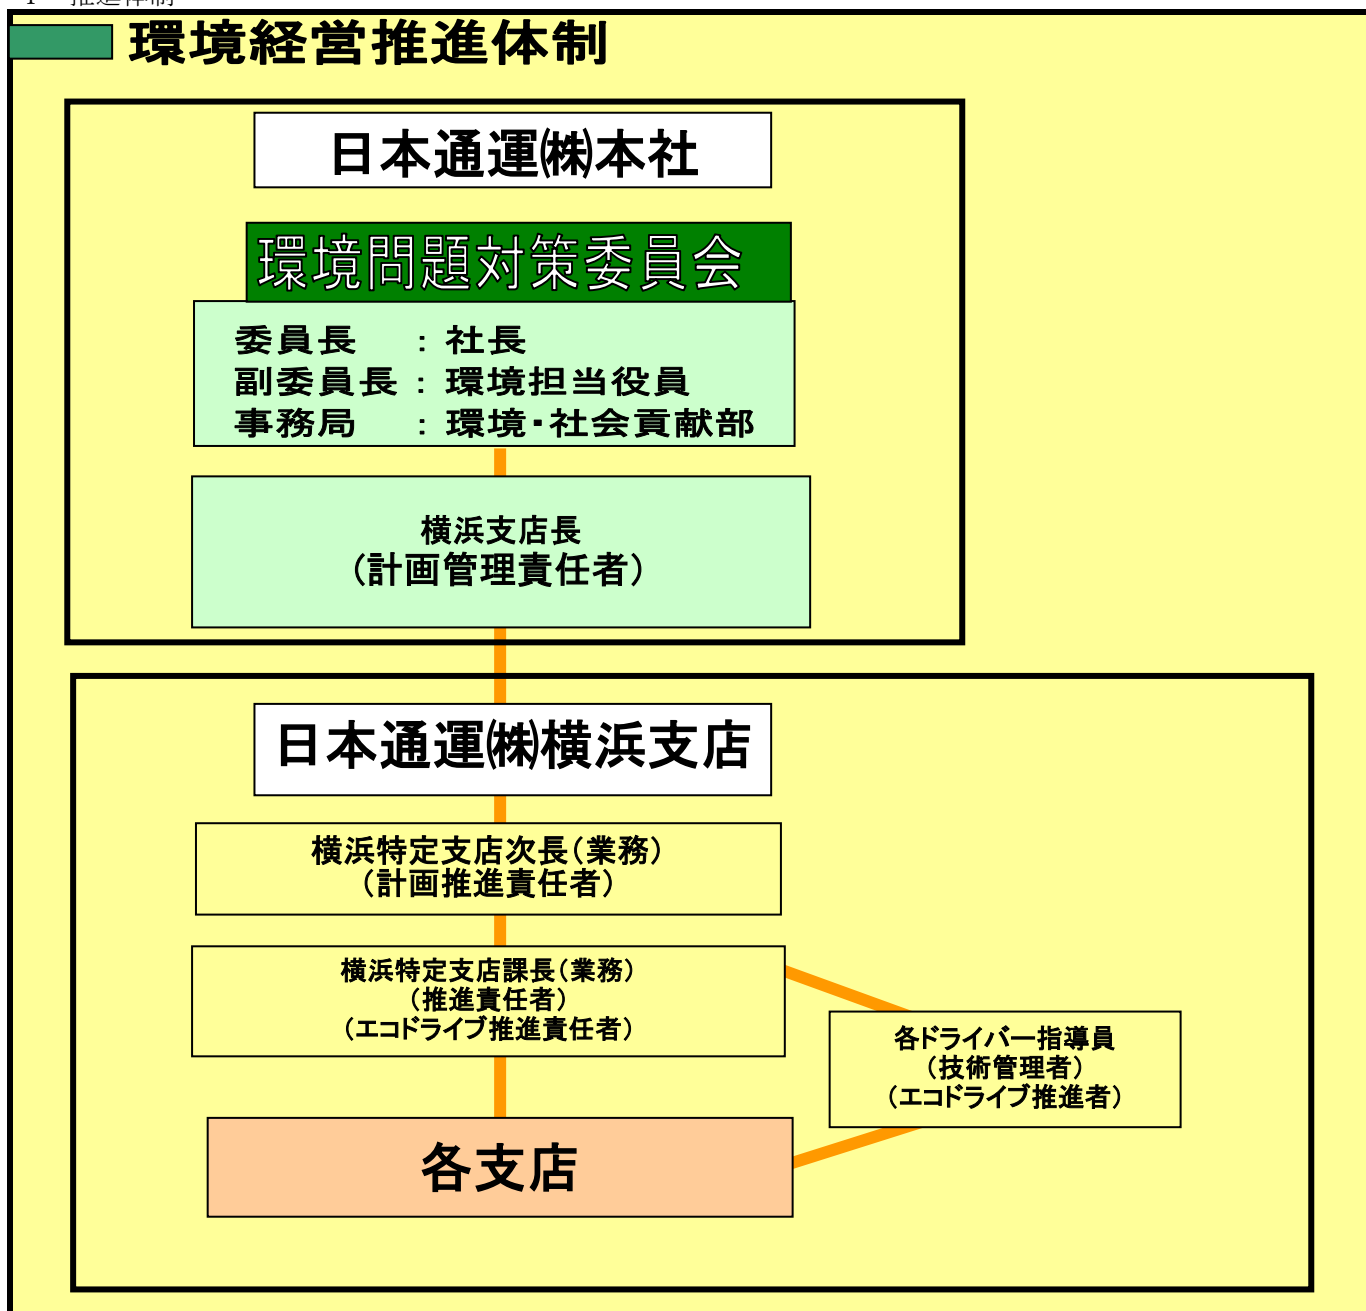 環境経営推進体制
日本通運㈱本社
環境問題対策委員会
委員長 : 社長
副委員長 : 環境担当役員
事務局 : 環境・社会貢献部
横浜支店長
(計画管理責任者)
日本通運㈱横浜支店
横浜特定支店次長(業務)
(計画推進責任者)
横浜特定支店課長(業務)
(推進責任者)
(エコドライブ推進責任者)
各ドライバー指導員
(技術管理者)
(エコドライブ推進者)
各支店